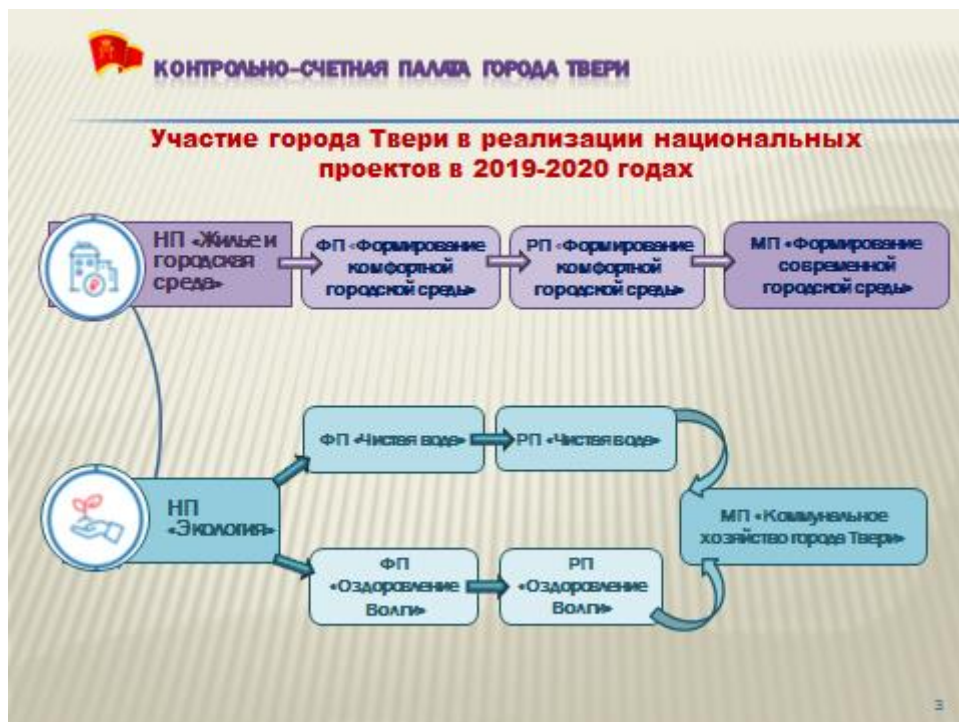 КОНТРОЛЬНО-СЧЕТНАЯ ПАЛАТА ГОРОДА ТВЕРИ
Участие города Твери в реализации национальных
проектов в 2019-2020 годах
НП «Жилье и
городская
среда»
ФП «Формирование
комфортной
городской среды»
РП «Формирование
комфортной
городской среды»
МП «Формирование
современной
городской среды»
НП
«Экология»
ФП «Чистая вода»
РП «Чистая вода»
ФП
«Оздоровление
Волги»
РП
«Оздоровление
Волги»
МП «Коммунальное
хозяйство города Твери»
3